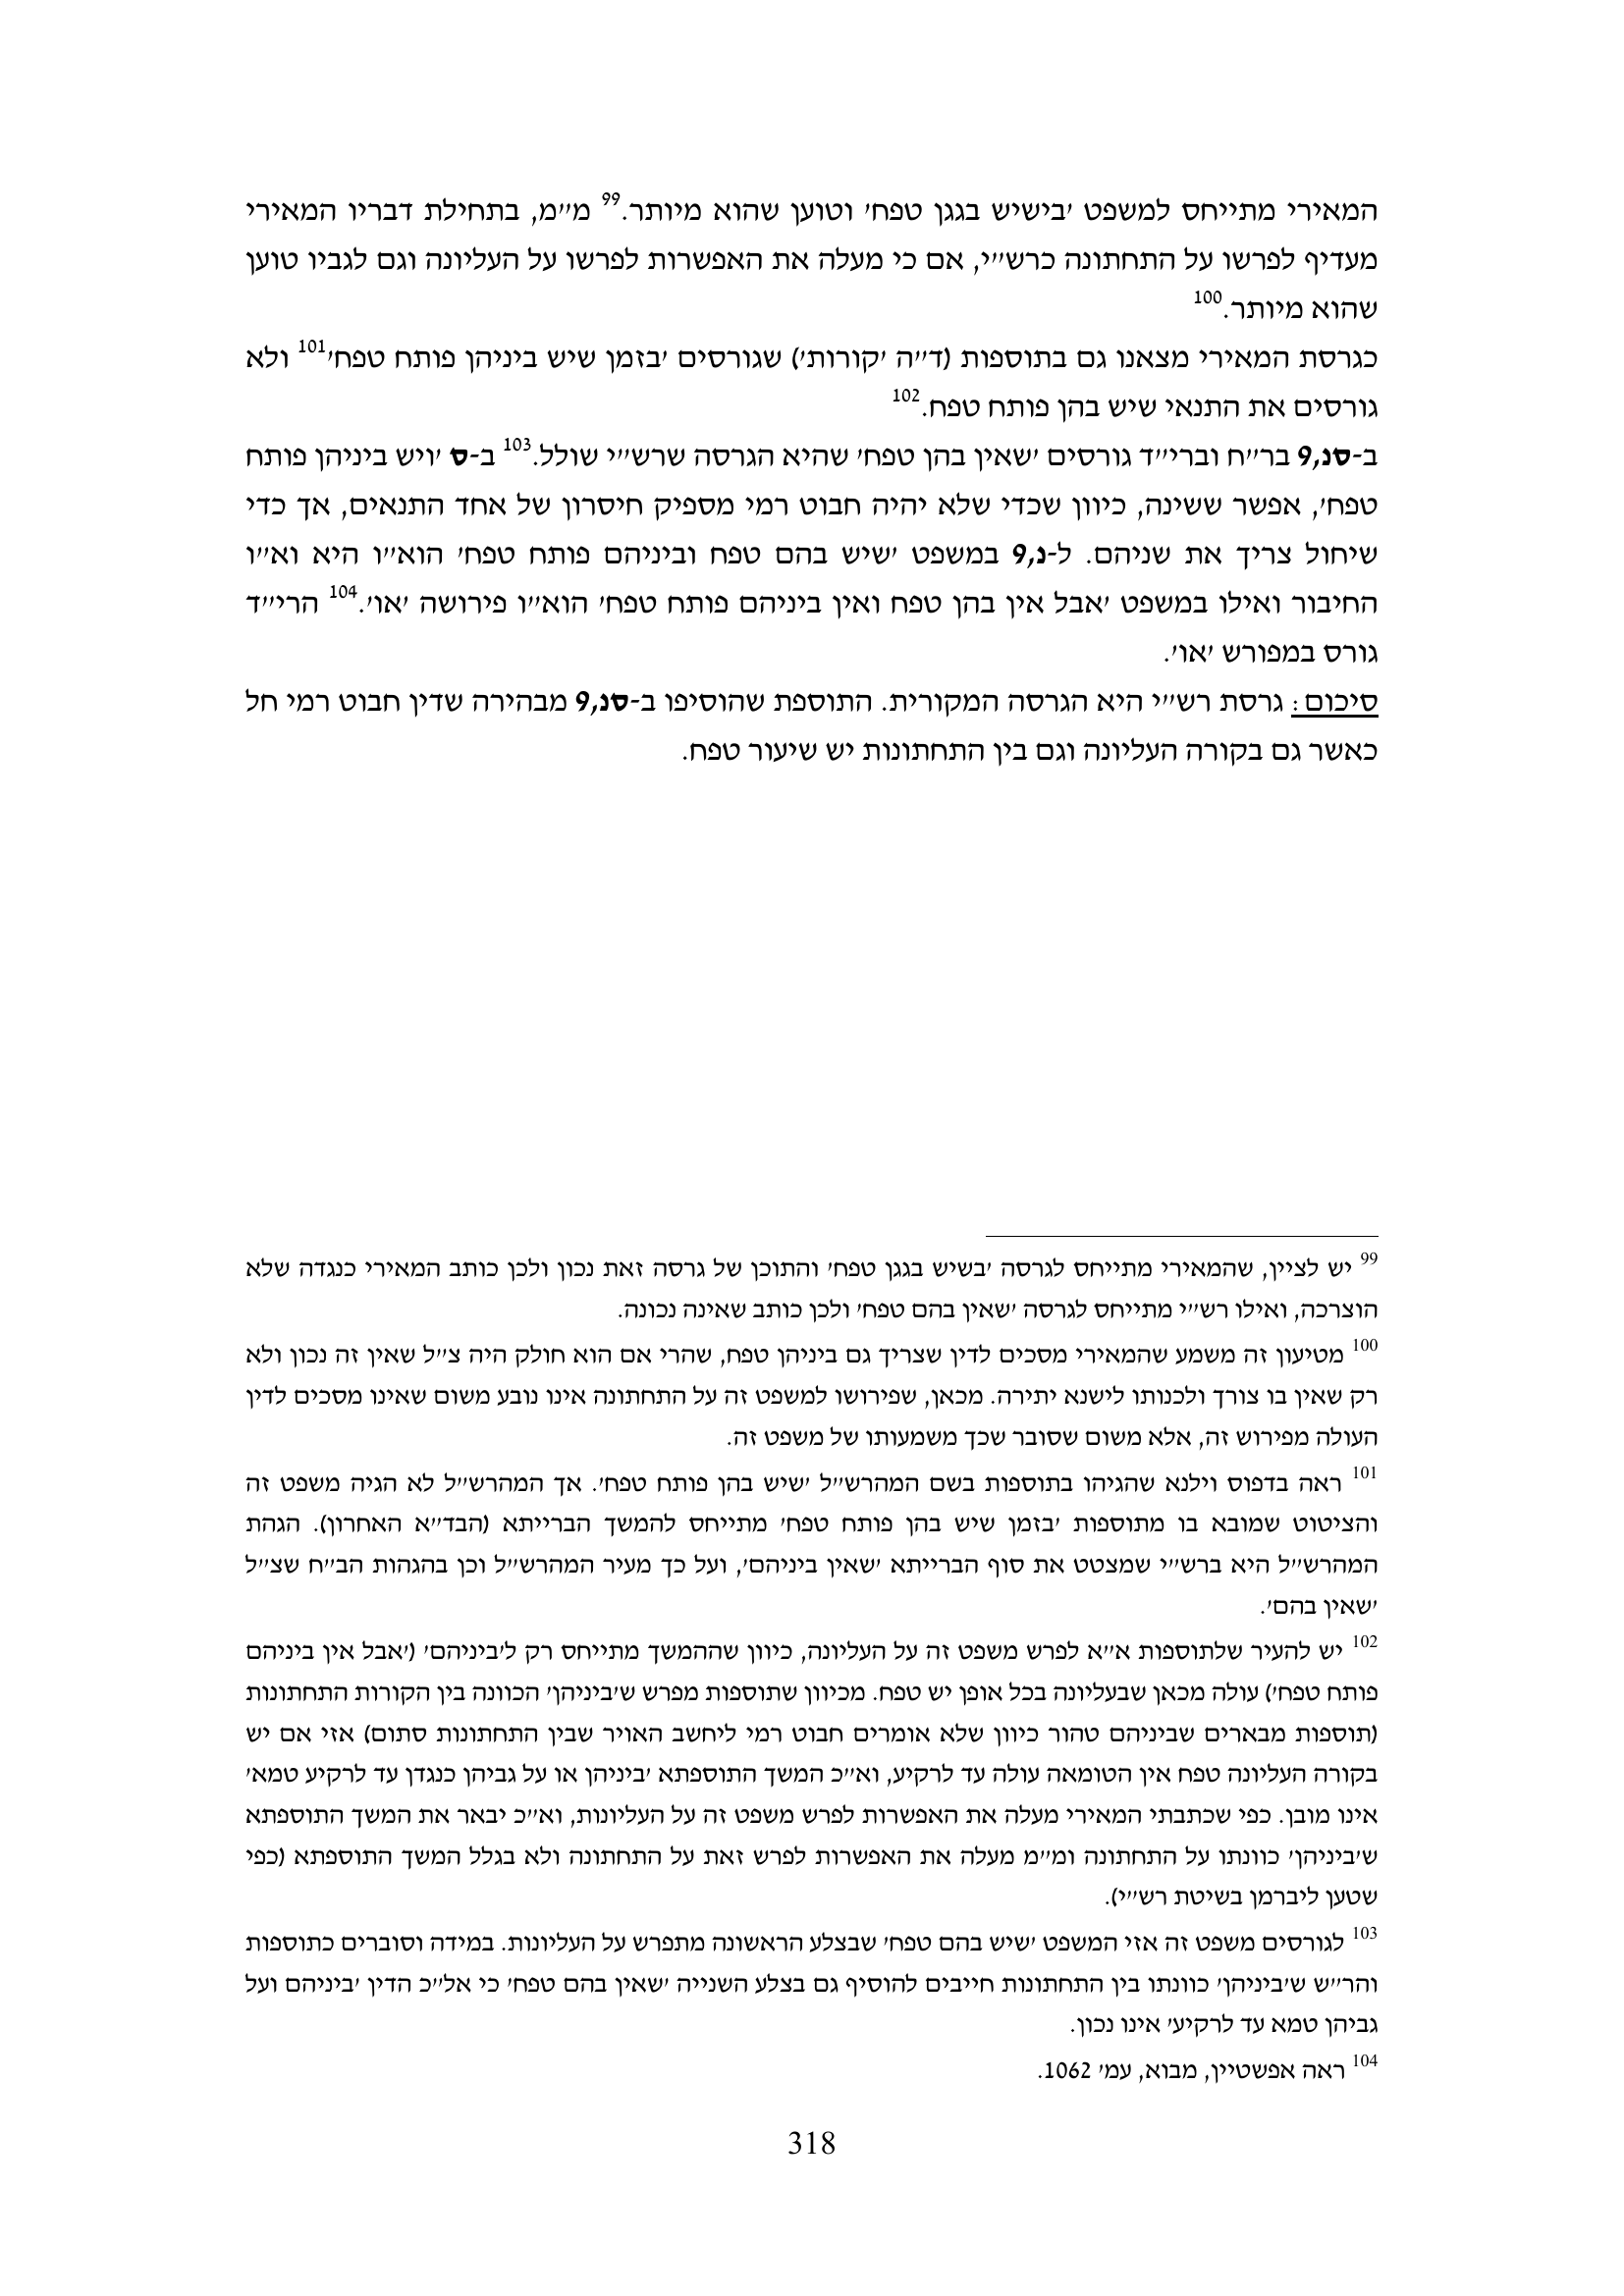 המאירי מתייחס למשפט 'בישיש בגגן טפח' וטוען שהוא מיותר.99 מ"מ, בתחילת דבריו המאירי
מעדיף לפרשו על התחתונה כרש"י, אם כי מעלה את האפשרות לפרשו על העליונה וגם לגביו טוען
שהוא מיותר.100
כגרסת המאירי מצאנו גם בתוספות (ד"ה 'קורות') שגורסים 'בזמן שיש ביניהן פותח טפח'101 ולא
גורסים את התנאי שיש בהן פותח טפח.102
ב-סנ,9 בר"ח וברי"ד גורסים 'שאין בהן טפח' שהיא הגרסה שרש"י שולל.103 ב-ס 'ויש ביניהן פותח
טפח', אפשר ששינה, כיוון שכדי שלא יהיה חבוט רמי מספיק חיסרון של אחד התנאים, אך כדי
שיחול צריך את שניהם. ל-נ,9 במשפט 'שיש בהם טפח וביניהם פותח טפח' הוא"ו היא וא"ו
החיבור ואילו במשפט 'אבל אין בהן טפח ואין ביניהם פותח טפח' הוא"ו פירושה 'או'.104 הרי"ד
גורס במפורש 'או'.
סיכום: גרסת רש"י היא הגרסה המקורית. התוספת שהוסיפו ב-סנ,9 מבהירה שדין חבוט רמי חל
כאשר גם בקורה העליונה וגם בין התחתונות יש שיעור טפח.
99 יש לציין, שהמאירי מתייחס לגרסה 'בשיש בגגן טפח' והתוכן של גרסה זאת נכון ולכן כותב המאירי כנגדה שלא
הוצרכה, ואילו רש"י מתייחס לגרסה 'שאין בהם טפח' ולכן כותב שאינה נכונה.
100 מטיעון זה משמע שהמאירי מסכים לדין שצריך גם ביניהן טפח, שהרי אם הוא חולק היה צ"ל שאין זה נכון ולא
רק שאין בו צורך ולכנותו לישנא יתירה. מכאן, שפירושו למשפט זה על התחתונה אינו נובע משום שאינו מסכים לדין
העולה מפירוש זה, אלא משום שסובר שכך משמעותו של משפט זה.
101 ראה בדפוס וילנא שהגיהו בתוספות בשם המהרש"ל 'שיש בהן פותח טפח'. אך המהרש"ל לא הגיה משפט זה
והציטוט שמובא בו מתוספות 'בזמן שיש בהן פותח טפח' מתייחס להמשך הברייתא (הבד"א האחרון). הגהת
המהרש"ל היא ברש"י שמצטט את סוף הברייתא 'שאין ביניהם', ועל כך מעיר המהרש"ל וכן בהגהות הב"ח שצ"ל
'שאין בהם'.
102 יש להעיר שלתוספות א"א לפרש משפט זה על העליונה, כיוון שההמשך מתייחס רק ל'ביניהם' ('אבל אין ביניהם
פותח טפח') עולה מכאן שבעליונה בכל אופן יש טפח. מכיוון שתוספות מפרש ש'ביניהן' הכוונה בין הקורות התחתונות
(תוספות מבארים שביניהם טהור כיוון שלא אומרים חבוט רמי ליחשב האויר שבין התחתונות סתום) אזי אם יש
בקורה העליונה טפח אין הטומאה עולה עד לרקיע, וא"כ המשך התוספתא 'ביניהן או על גביהן כנגדן עד לרקיע טמא'
אינו מובן. כפי שכתבתי המאירי מעלה את האפשרות לפרש משפט זה על העליונות, וא"כ יבאר את המשך התוספתא
ש'ביניהן' כוונתו על התחתונה ומ"מ מעלה את האפשרות לפרש זאת על התחתונה ולא בגלל המשך התוספתא (כפי
שטען ליברמן בשיטת רש"י).
103 לגורסים משפט זה אזי המשפט 'שיש בהם טפח' שבצלע הראשונה מתפרש על העליונות. במידה וסוברים כתוספות
והר"ש ש'ביניהן' כוונתו בין התחתונות חייבים להוסיף גם בצלע השנייה 'שאין בהם טפח' כי אל"כ הדין 'ביניהם ועל
גביהן טמא עד לרקיע' אינו נכון.
104 ראה אפשטיין, מבוא, עמ' 1062.
318